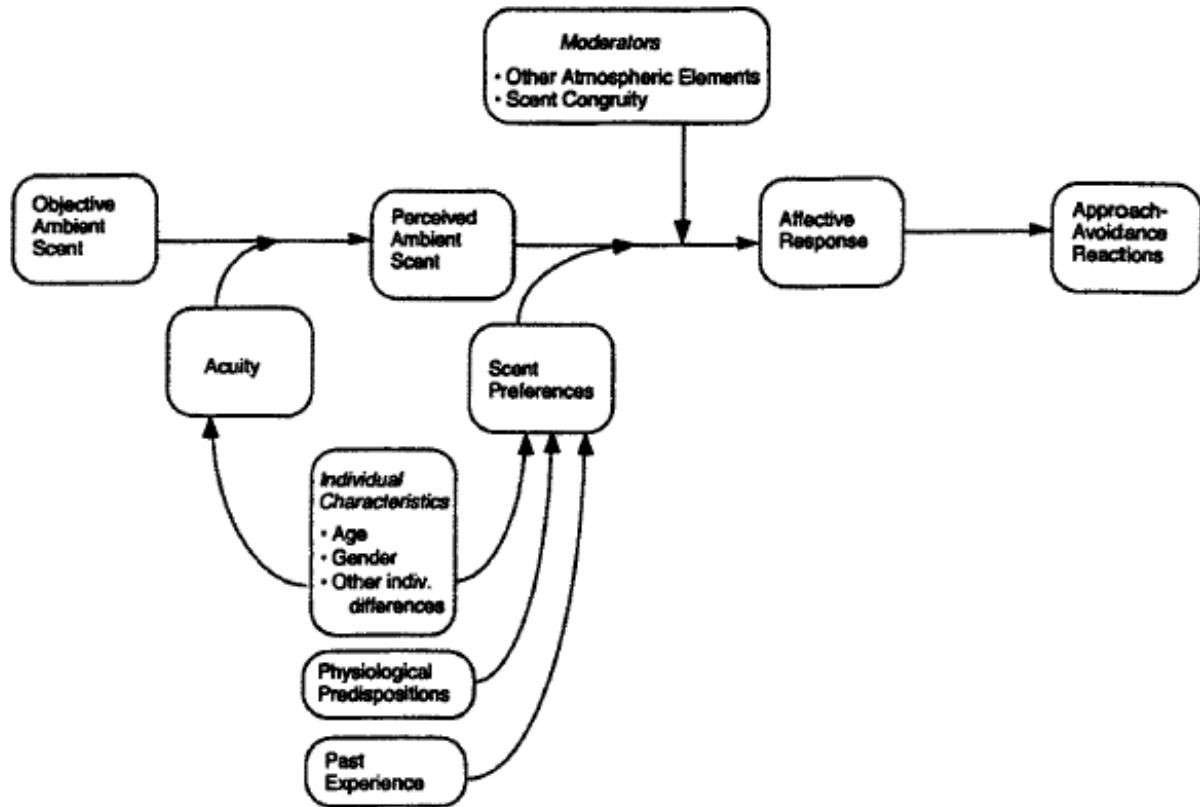 Moderators
• Other Atmospheric Elements
• Scent Congruity
Objective
Ambient
Scent
Perceived
Ambient
Scent
Affective
Response
Approach-
Avoidance
Reactions
Acuity
Scent
Preferences
Individual
Characteristics
• Age
• Gender
• Other indiv.
differences
Physiological
Predispositions
Past
Experience